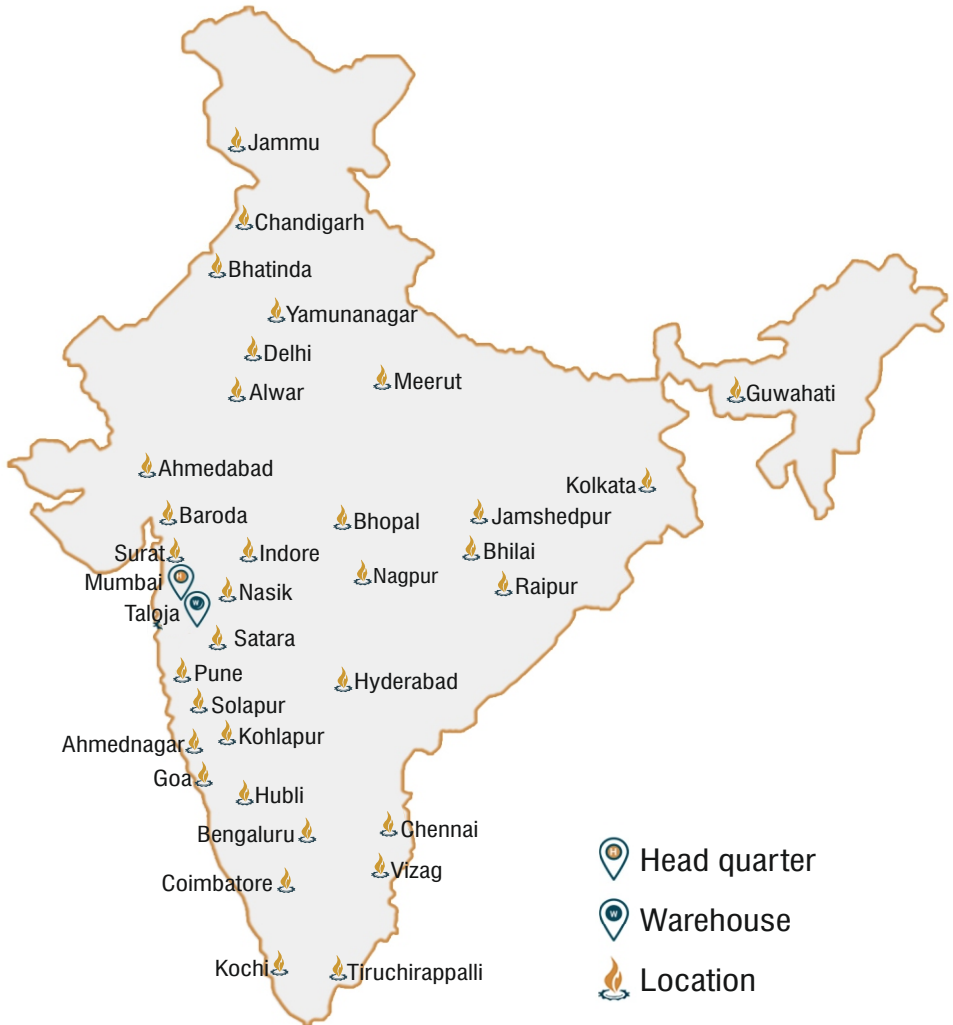 Jammu
Chandigarh
Bhatinda
Yamunanagar
Delhi
Meerut
Alwar
Guwahati
Ahmedabad
Kolkata
Baroda
Bhopal
Jamshedpur
Surat
Indore
Bhilai
Mumbai
Nagpur
Raipur
Nasik
Taloja
Satara
Pune
Hyderabad
Solapur
Kohlapur
Ahmednagar
Goa
Hubli
Bengaluru
Chennai
Vizag
Coimbatore
Kochi
Tiruchirappalli
H
W
H Head quarter
W Warehouse
Location